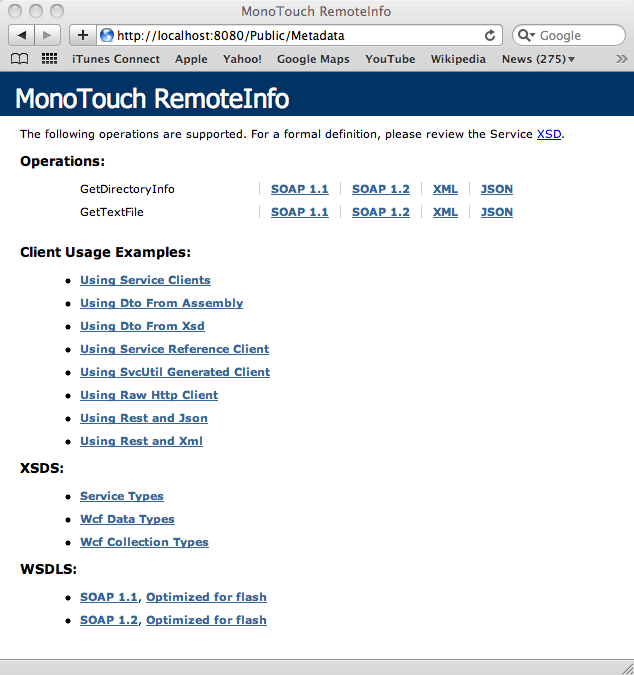 MonoTouch RemoteInfo
http://localhost:8080/Public/Metadata
Google
iTunes Connect Apple Yahoo! Google Maps YouTube Wikipedia News (275)▼ »
MonoTouch RemoteInfo
The following operations are supported. For a formal definition, please review the Service XSD.
Operations:
GetDirectoryInfo SOAP 1.1 SOAP 1.2 XML JSON
GetTextFile SOAP 1.1 SOAP 1.2 XML JSON
Client Usage Examples:
• Using Service Clients
• Using Dto From Assembly
• Using Dto From Xsd
• Using Service Reference Client
• Using SvcUtil Generated Client
• Using Raw Http Client
• Using Rest and Json
• Using Rest and Xml
XSDS:
• Service Types
• Wcf Data Types
• Wcf Collection Types
WSDLS:
• SOAP 1.1, Optimized for flash
• SOAP 1.2, Optimized for flash